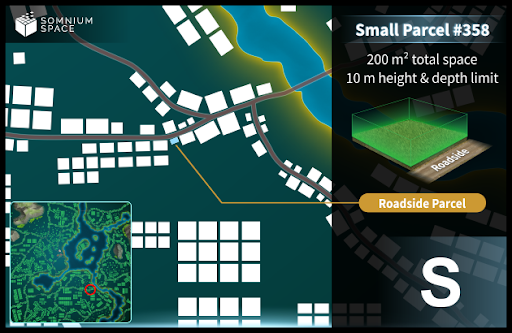 SOMNIUM
SPACE
Small Parcel #358
200 m² total space
10 m height & depth limit
Roadside
Roadside Parcel
S